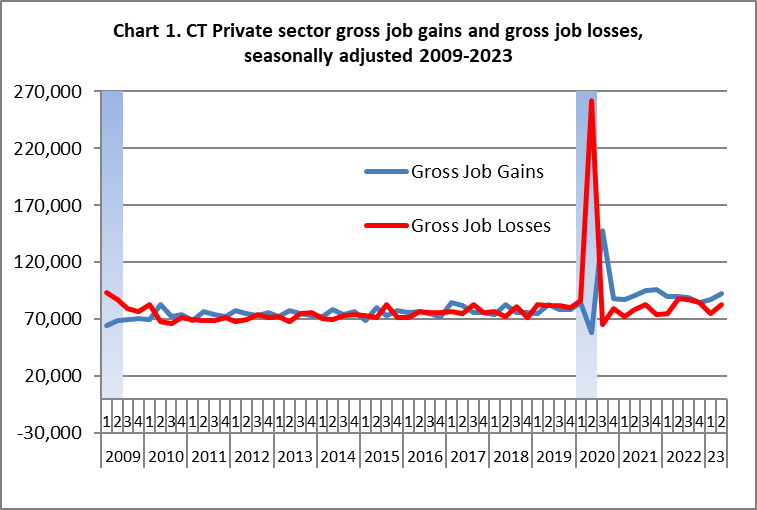 Chart 1. CT Private sector gross job gains and gross job losses,
seasonally adjusted 2009-2023
270,000
220,000
170,000
120,000
70,000
20,000
-30,000
Gross Job Gains
Gross Job Losses
1 2 3 4 1 2 3 4 1 2 3 4 1 2 3 4 1 2 3 4 1 2 3 4 1 2 3 4 1 2 3 4 1 2 3 4 1 2 3 4 1 2 3 4 1 2 3 4 1 2 3 4 1 2 3 4 1 2
2009 2010 2011 2012 2013 2014 2015 2016 2017 2018 2019 2020 2021 2022 23